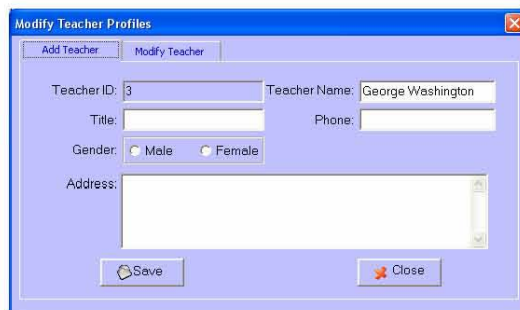 Modify Teacher Profiles
Add Teacher Modify Teacher
Teacher ID: 3 Teacher Name: George Washington
Title: Phone:
Gender: Male Female
Address:
Save Close